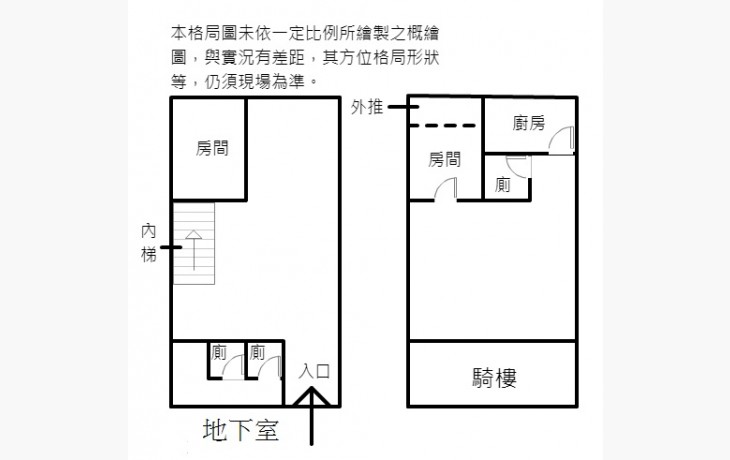 本格局圖未依一定比例所繪製之概繪
圖，與實況有差距，其方位格局形狀
等，仍須現場為準。
房間
內
梯
廁
廁
入口
地下室
外推
廚房
房間
廁
騎樓